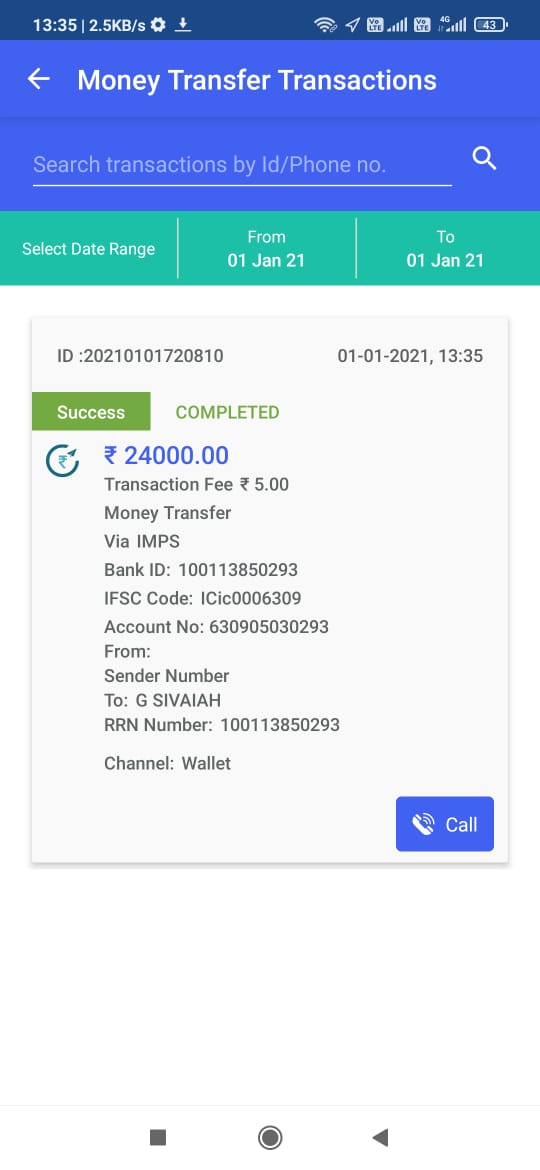 13:35 | 2.5KB/s
Vo LTE Vo LTE 4G 43
Money Transfer Transactions
Search transactions by Id/Phone no.
Select Date Range
From
01 Jan 21
To
01 Jan 21
ID :20210101720810 01-01-2021, 13:35
Success COMPLETED
₹ 24000.00
Transaction Fee ₹ 5.00
Money Transfer
Via IMPS
Bank ID: 100113850293
IFSC Code: ICic0006309
Account No: 630905030293
From:
Sender Number
To: G SIVAIAH
RRN Number: 100113850293
Channel: Wallet
Call